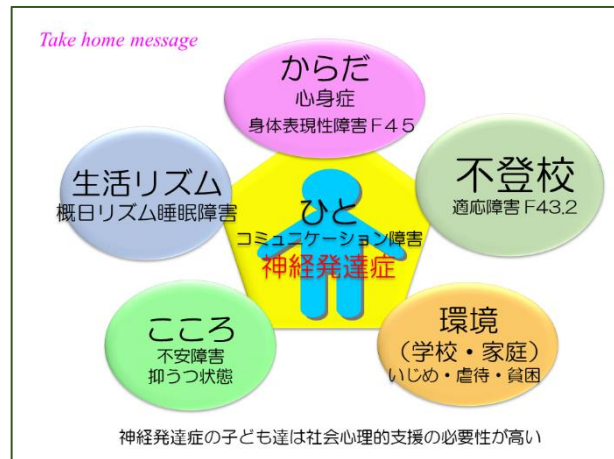 Take home message
からだ
心身症
身体表現性障害F45
生活リズム
概日リズム睡眠障害
不登校
適応障害F43.2
ひと
コミュニケーション障害
神経発達症
こころ
不安障害
抑うつ状態
環境
（学校・家庭）
いじめ・虐待・貧困
神経発達症の子ども達は社会心理的支援の必要性が高い